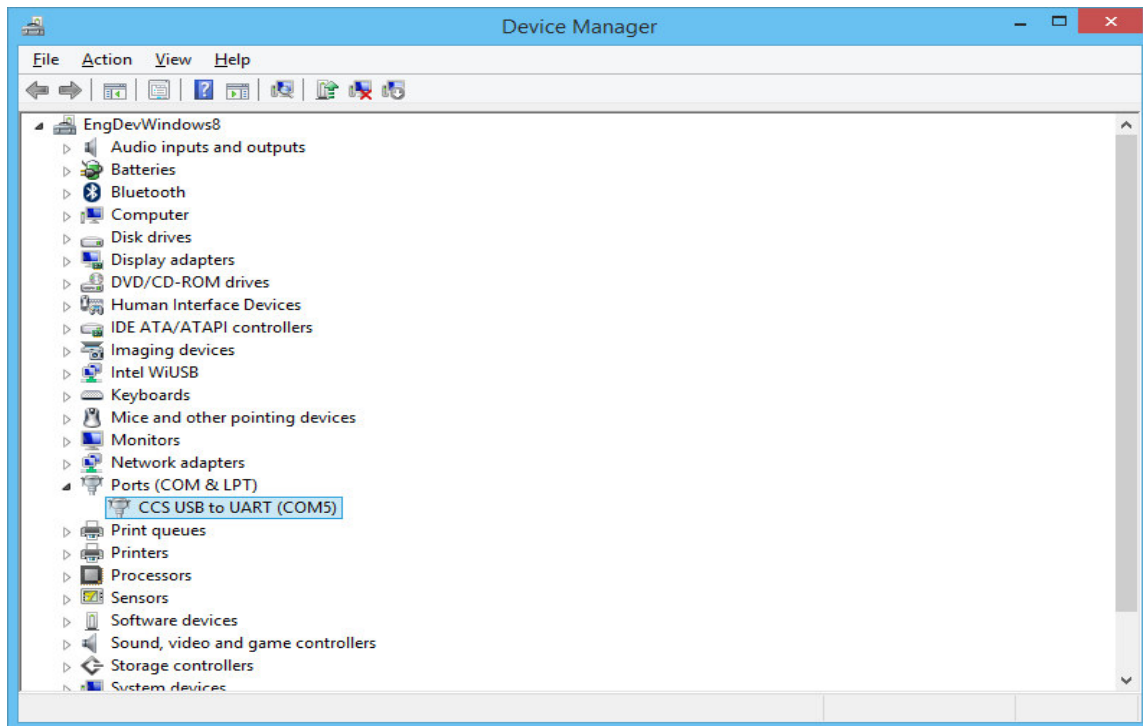 Device Manager
File Action View Help
EngDevWindows8
Audio inputs and outputs
Batteries
Bluetooth
Computer
Disk drives
Display adapters
DVD/CD-ROM drives
Human Interface Devices
IDE ATA/ATAPI controllers
Imaging devices
Intel WiUSB
Keyboards
Mice and other pointing devices
Monitors
Network adapters
Ports (COM & LPT)
CCS USB to UART (COM5)
Print queues
Printers
Processors
Sensors
Software devices
Sound, video and game controllers
Storage controllers
System devices